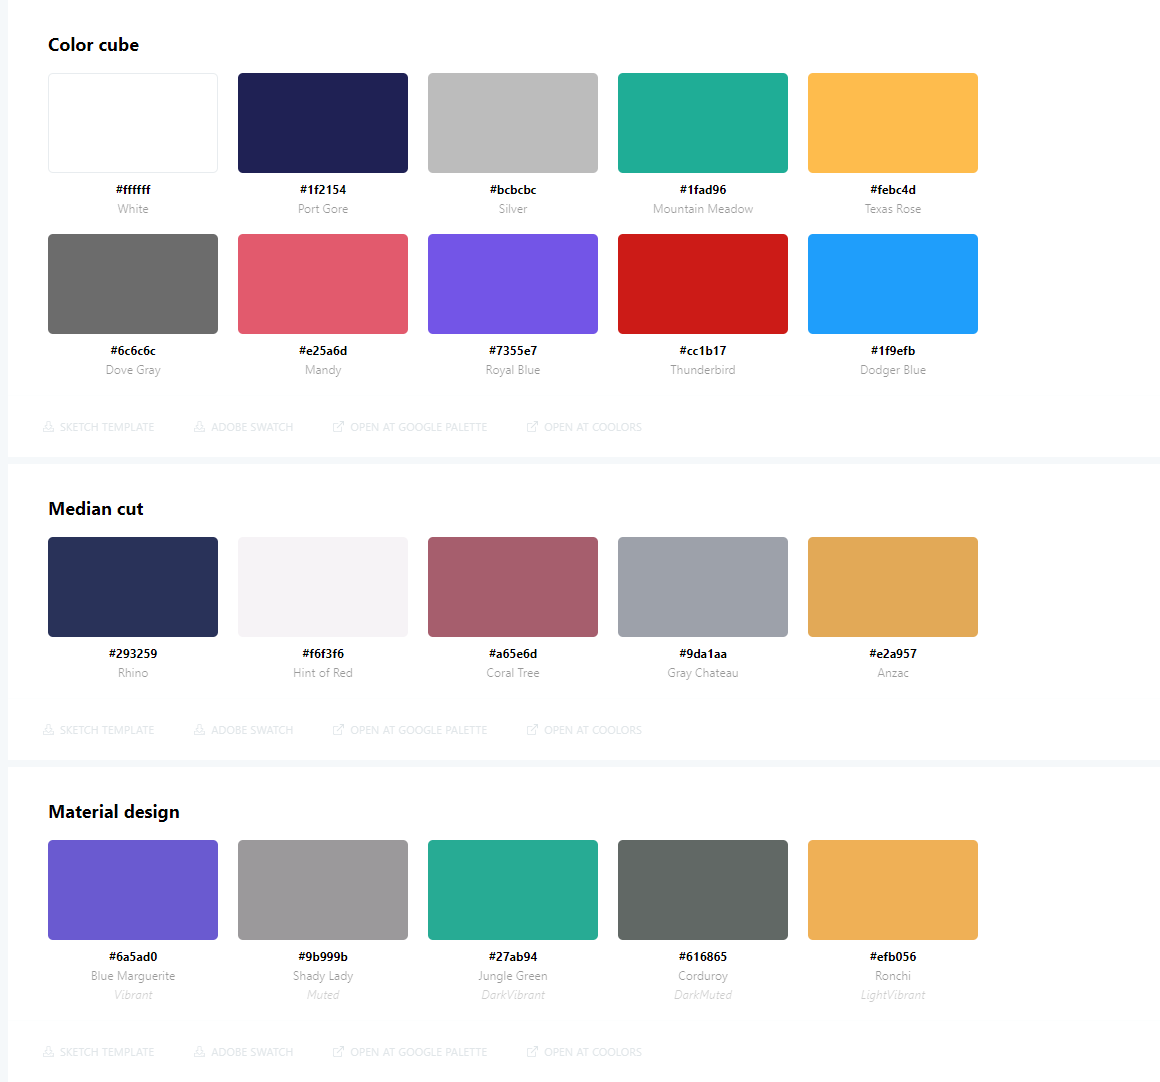 Color cube
#ffffff #1f2154 #bcbcbc #1fad96 #febc4d
White Port Gore Silver Mountain Meadow Texas Rose
#6c6c6c #e25a6d #7355e7 #cc1b17 #1f9efb
Dove Gray Mandy Royal Blue Thunderbird Dodger Blue
SKETCH TEMPLATE ADOBE SWATCH OPEN AT GOOGLE PALETTE OPEN AT COOLORS
Median cut
#293259 #f6f3f6 #a65e6d #9da1aa #e2a957
Rhino Hint of Red Coral Tree Gray Chateau Anzac
SKETCH TEMPLATE ADOBE SWATCH OPEN AT GOOGLE PALETTE OPEN AT COOLORS
Material design
#6a5ad0 #9b999b #27ab94 #616865 #efb056
Blue Marguerite Shady Lady Jungle Green Corduroy Ronchi
Vibrant Muted DarkVibrant DarkMuted LightVibrant
SKETCH TEMPLATE ADOBE SWATCH OPEN AT GOOGLE PALETTE OPEN AT COOLORS